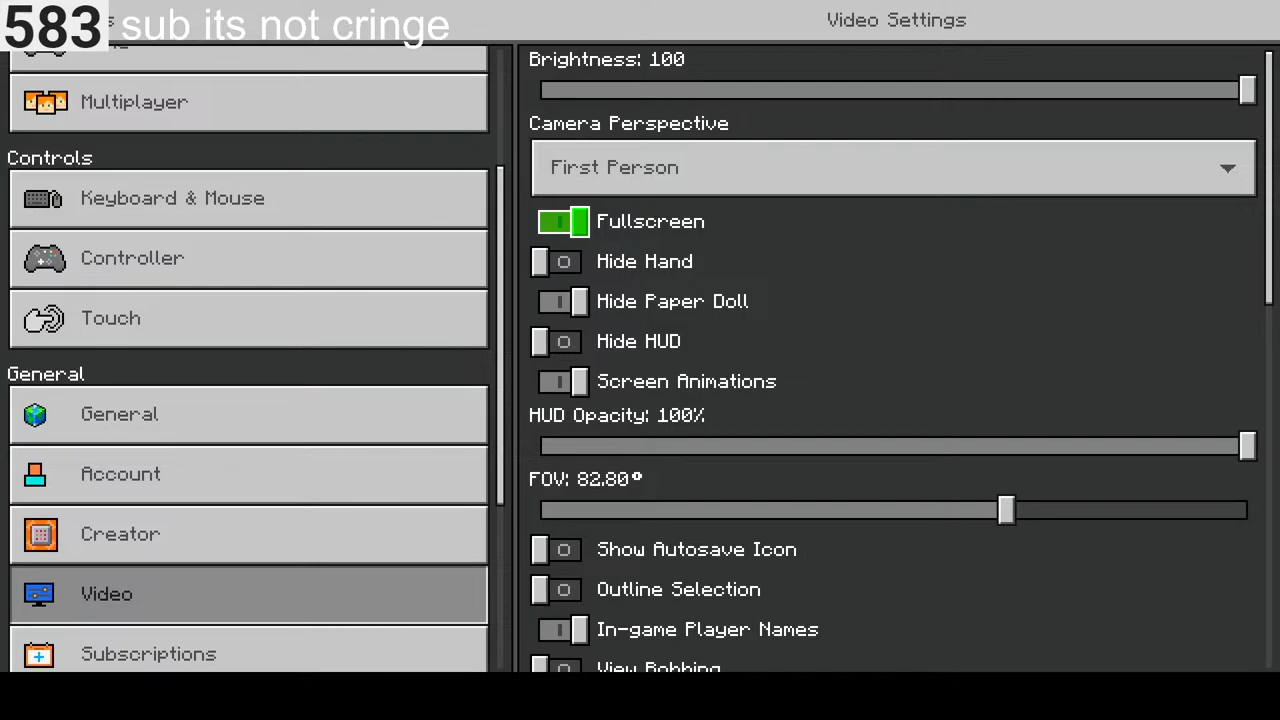 583 sub its not cringe
Video Settings
Multiplayer
Controls
Keyboard & Mouse
Controller
Touch
General
General
Account
Creator
Video
Subscriptions
Brightness: 100
Camera Perspective
First Person
Fullscreen
Hide Hand
Hide Paper Doll
Hide HUD
Screen Animations
HUD Opacity: 100%
FOV: 82.80°
Show Autosave Icon
Outline Selection
In-game Player Names
View Bobbing